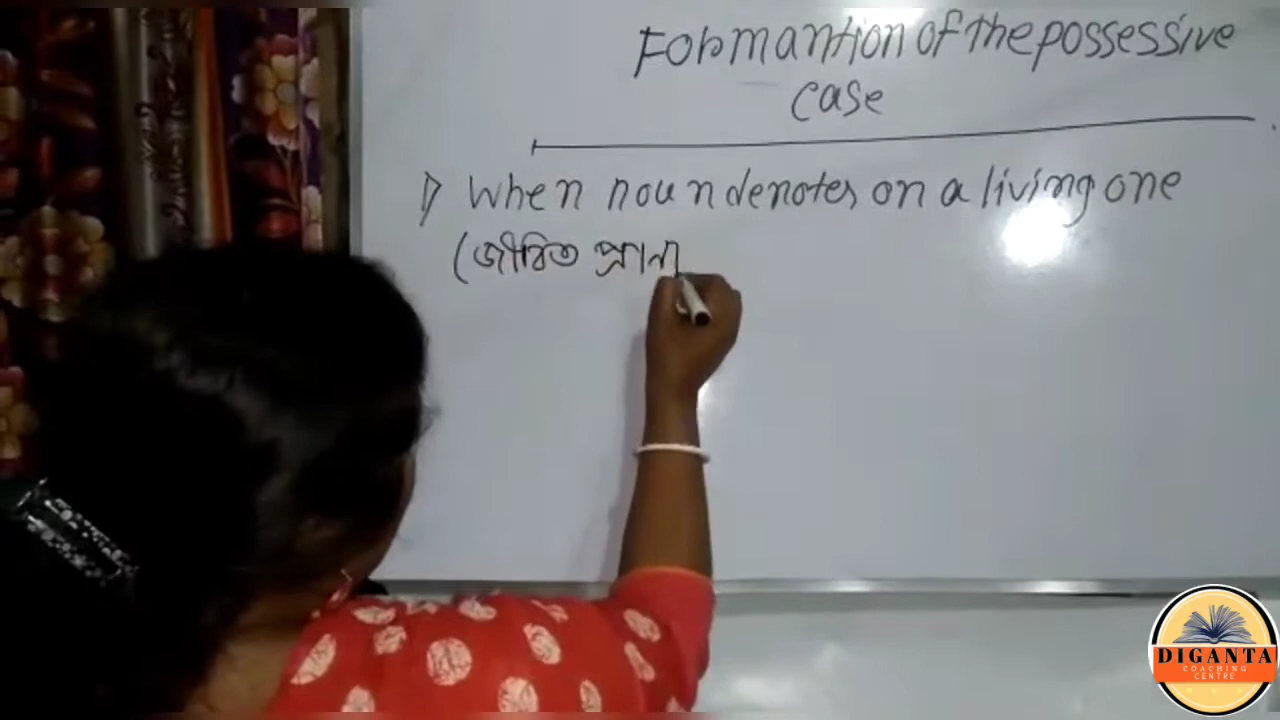 Formantion of the possessive
case
1) When noun denotes on a living one
(জীবিত প্রান
DIGANTA
COACHING
CENTRE